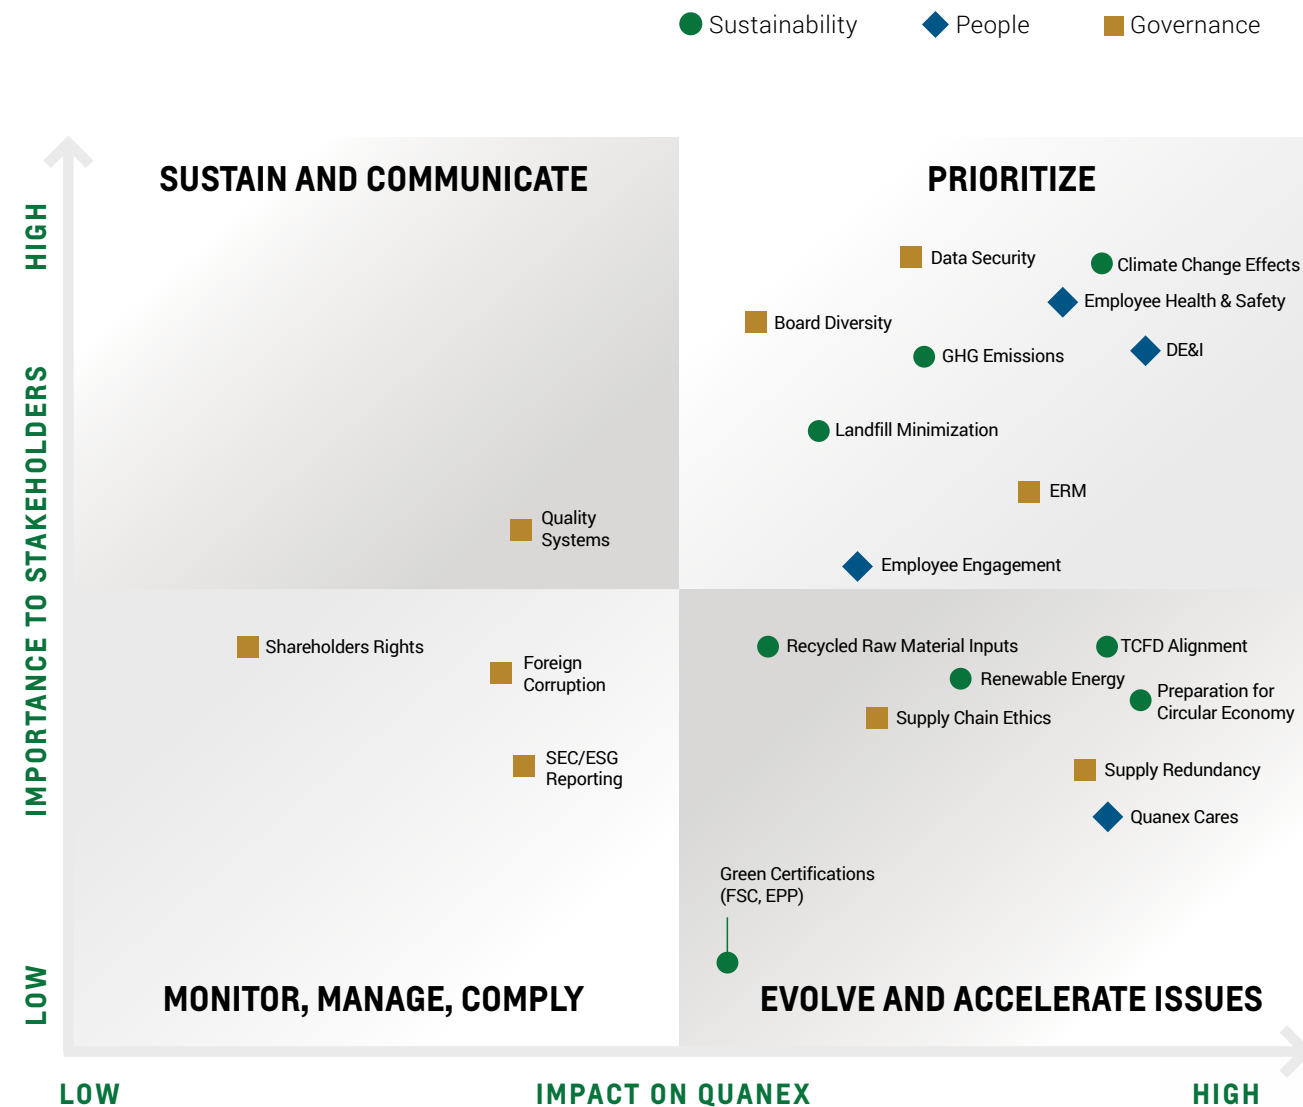 Sustainability
People
Governance
SUSTAIN AND COMMUNICATE
PRIORITIZE
HIGH
IMPORTANCE TO STAKEHOLDERS
LOW
Data Security
Climate Change Effects
Employee Health & Safety
Board Diversity
DE&I
GHG Emissions
Landfill Minimization
ERM
Quality
Systems
Employee Engagement
Shareholders Rights
Foreign
Corruption
SEC/ESG
Reporting
Recycled Raw Material Inputs
TCFD Alignment
Renewable Energy
Preparation for
Circular Economy
Supply Chain Ethics
Supply Redundancy
Quanex Cares
Green Certifications
(FSC, EPP)
MONITOR, MANAGE, COMPLY
EVOLVE AND ACCELERATE ISSUES
LOW
IMPACT ON QUANEX
HIGH